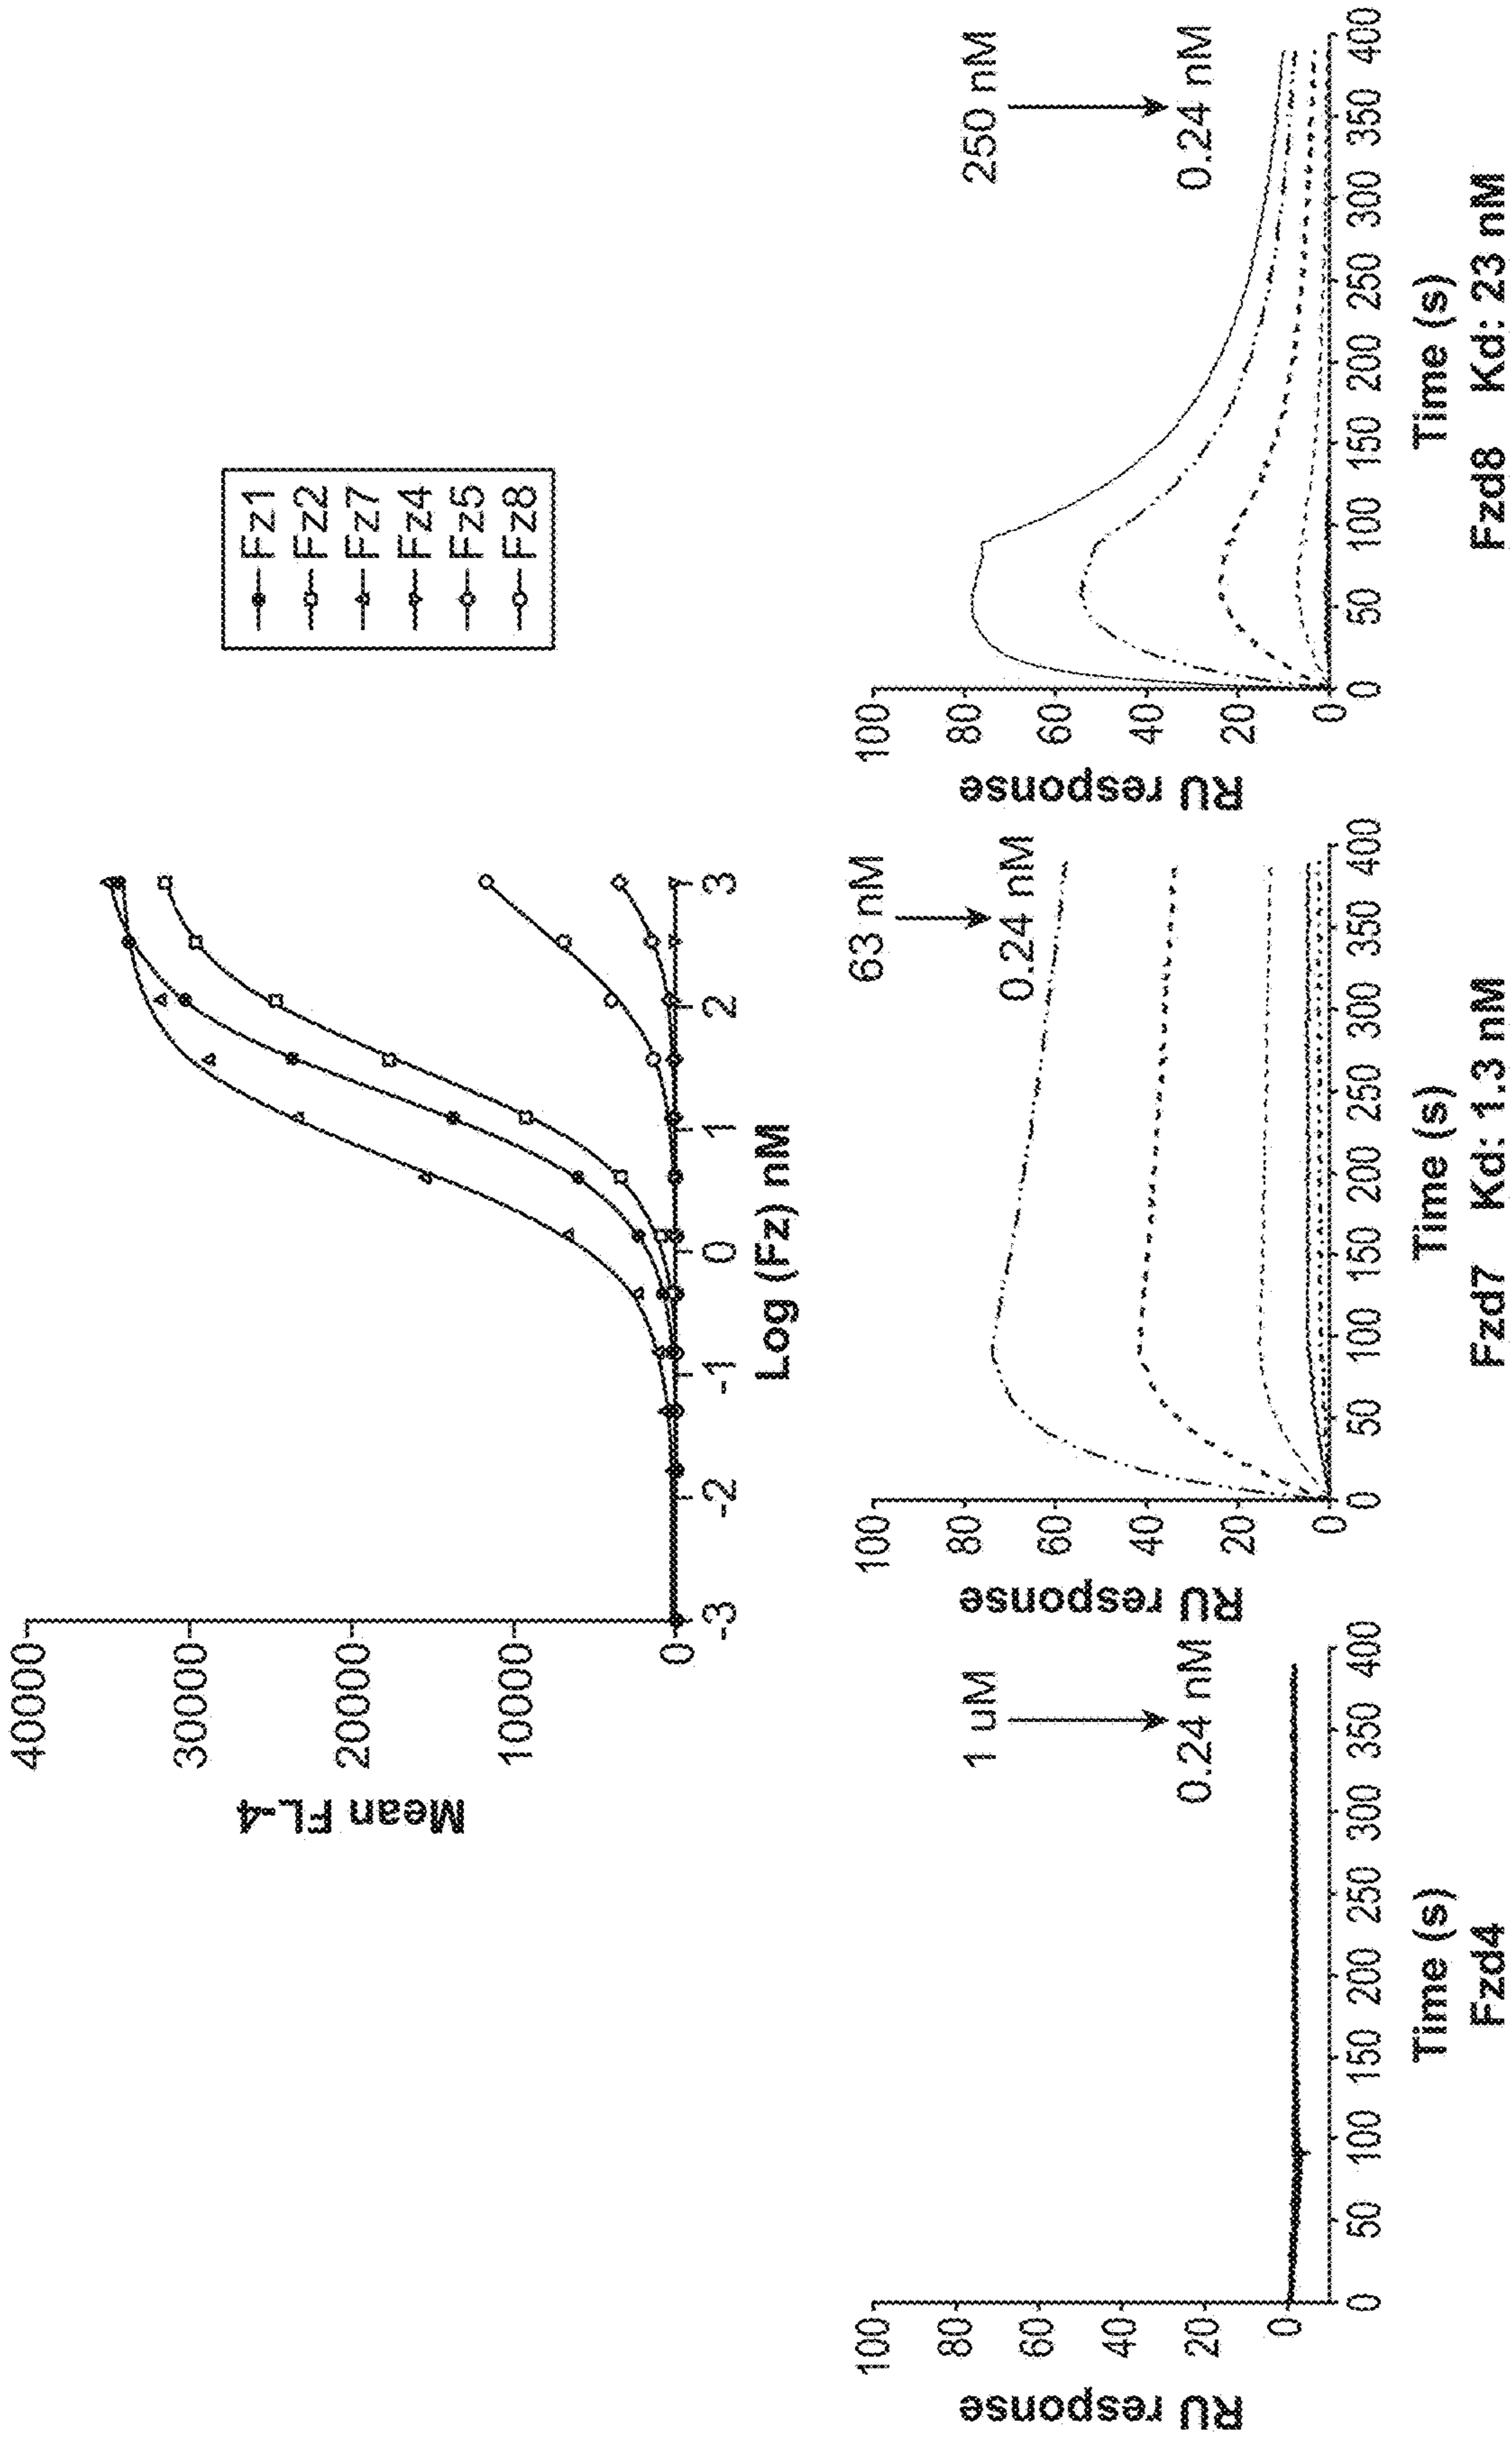 40000
30000
20000
10000
0
Mean FL-4
-3 -2 -1 0 1 2 3
Log (Fz) nM
Fz1
Fz2
Fz7
Fz4
Fz5
Fz8
100
80
60
40
20
0
RU response
1 uM
0.24 nM
0 50 100 150 200 250 300 350 400
Time (s)
Fzd4
100
80
60
40
20
0
RU response
63 nM
0.24 nM
0 50 100 150 200 250 300 350 400
Time (s)
Fzd7 Kd: 1.3 nM
100
80
60
40
20
0
RU response
250 nM
0.24 nM
0 50 100 150 200 250 300 350 400
Time (s)
Fzd8 Kd: 23 nM